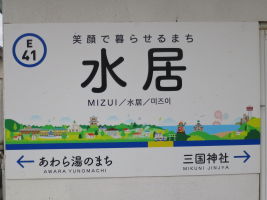 E
41
笑顔で暮らせるまち
水居
MIZUI／水居／미즈이
あわら湯のまち
AWARA YUNOMACHI
三国神社
MIKUNI JINJYA